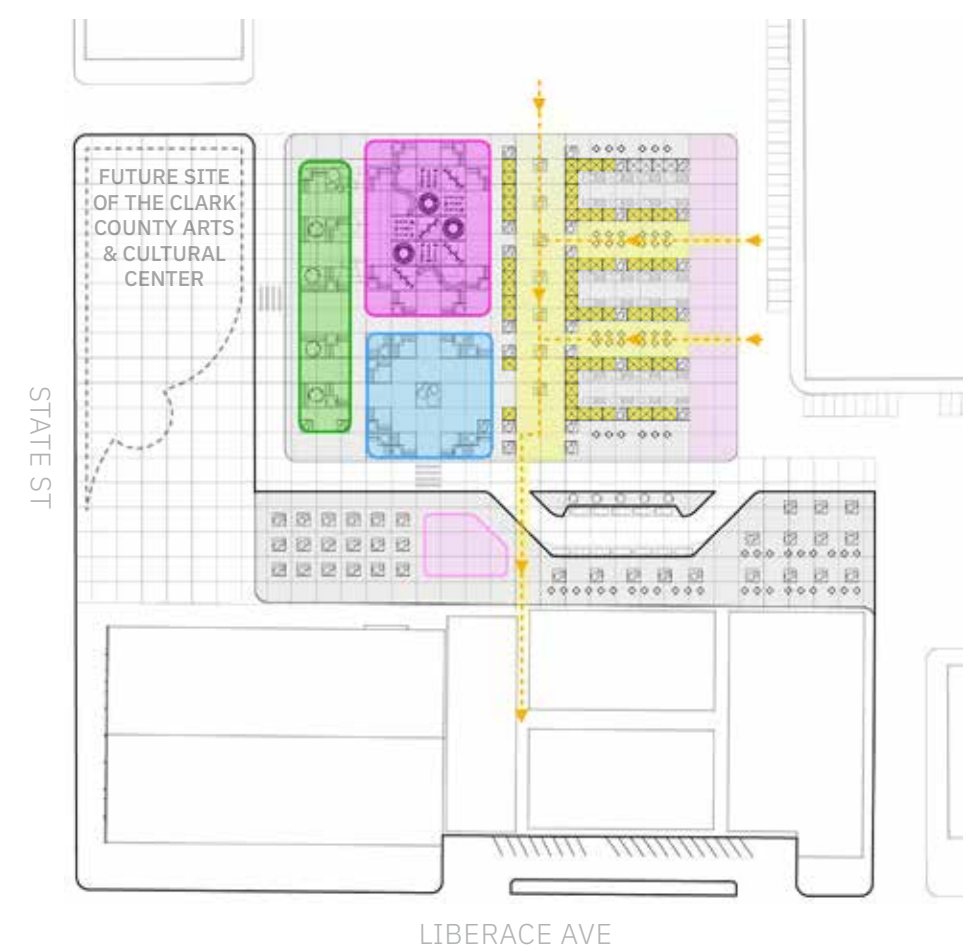 FUTURE SITE
OF THE CLARK
COUNTY ARTS
& CULTURAL
CENTER
STATE ST
LIBERACE AVE